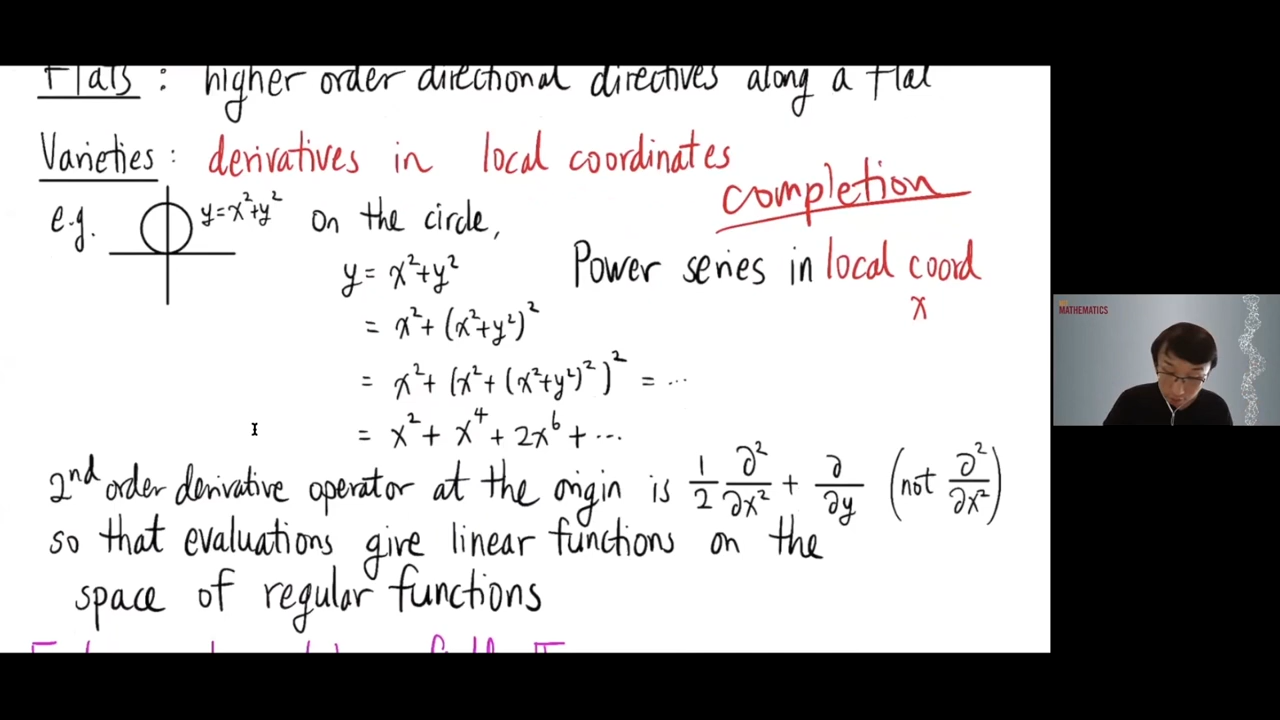 Flats : higher order directional directives along a flat
Varieties : derivatives in local coordinates
completion
e.g. y=x²+y² on the circle,
Power series in local coord
x
y = x²+y²
= x²+(x²+y²)²
= x²+(x²+(x²+y²)²)² = ...
= x² + x⁴ + 2x⁶ + ...
2nd order derivative operator at the origin is 1/2 ∂²/∂x² + ∂/∂y (not ∂²/∂x²)
so that evaluations give linear functions on the
space of regular functions
MATHEMATICS